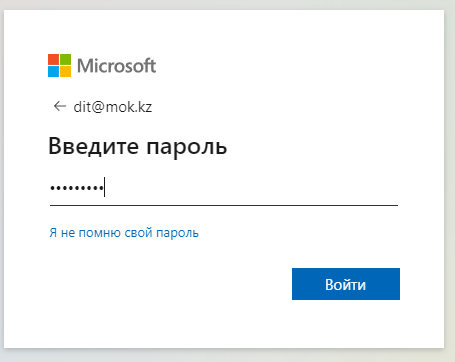 Microsoft
← dit@mok.kz
Введите пароль
•••••••••
Я не помню свой пароль
Войти